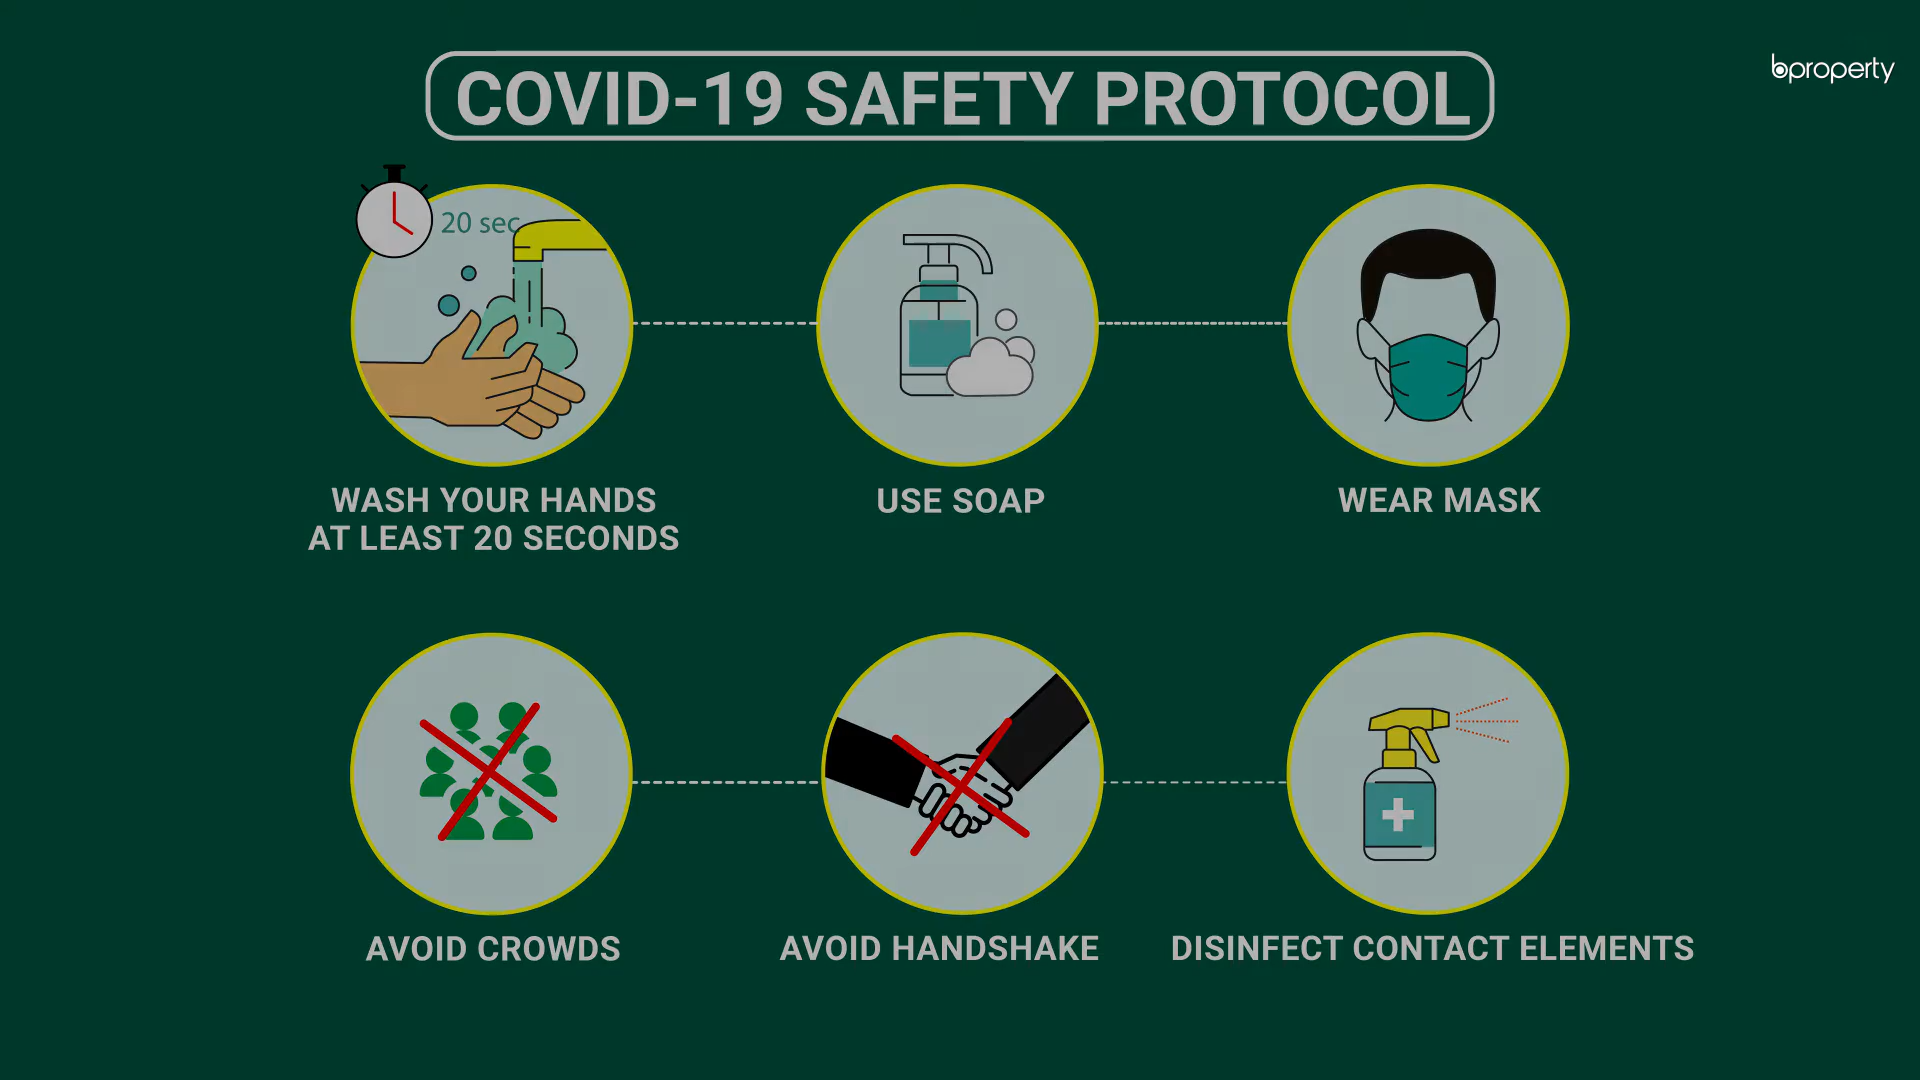 COVID-19 SAFETY PROTOCOL
bproperty
20 sec
WASH YOUR HANDS
AT LEAST 20 SECONDS
USE SOAP
WEAR MASK
AVOID CROWDS
AVOID HANDSHAKE
DISINFECT CONTACT ELEMENTS